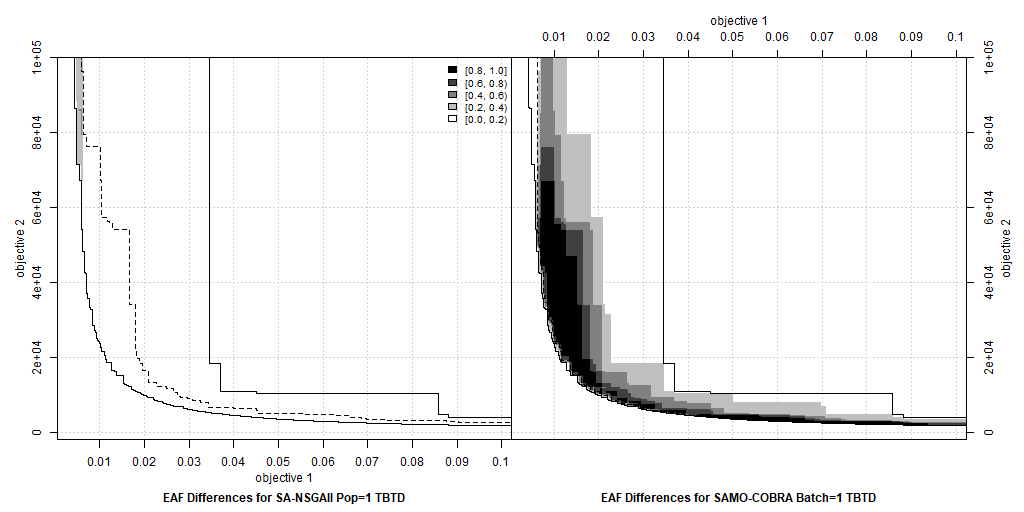 objective 1
0.01 0.02 0.03 0.04 0.05 0.06 0.07 0.08 0.09 0.1
1e+05
8e+04
6e+04
4e+04
2e+04
0
objective 2
[0.8, 1.0]
[0.6, 0.8)
[0.4, 0.6)
[0.2, 0.4)
[0.0, 0.2)
1e+05
8e+04
6e+04
4e+04
2e+04
0
objective 2
0.01 0.02 0.03 0.04 0.05 0.06 0.07 0.08 0.09 0.1
objective 1
EAF Differences for SA-NSGAII Pop=1 TBTD
EAF Differences for SAMO-COBRA Batch=1 TBTD